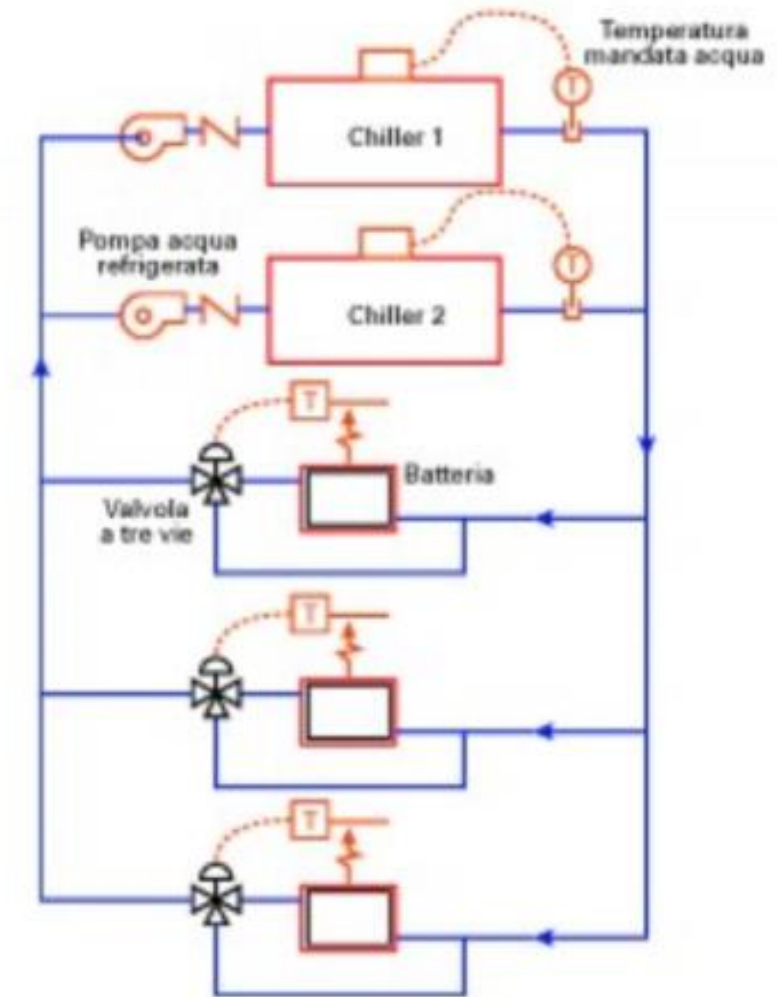 Temperatura
mandata acqua
T
Chiller 1
Pompa acqua
refrigerata
T
Chiller 2
T
Batteria
Valvola
a tre vie
T
T